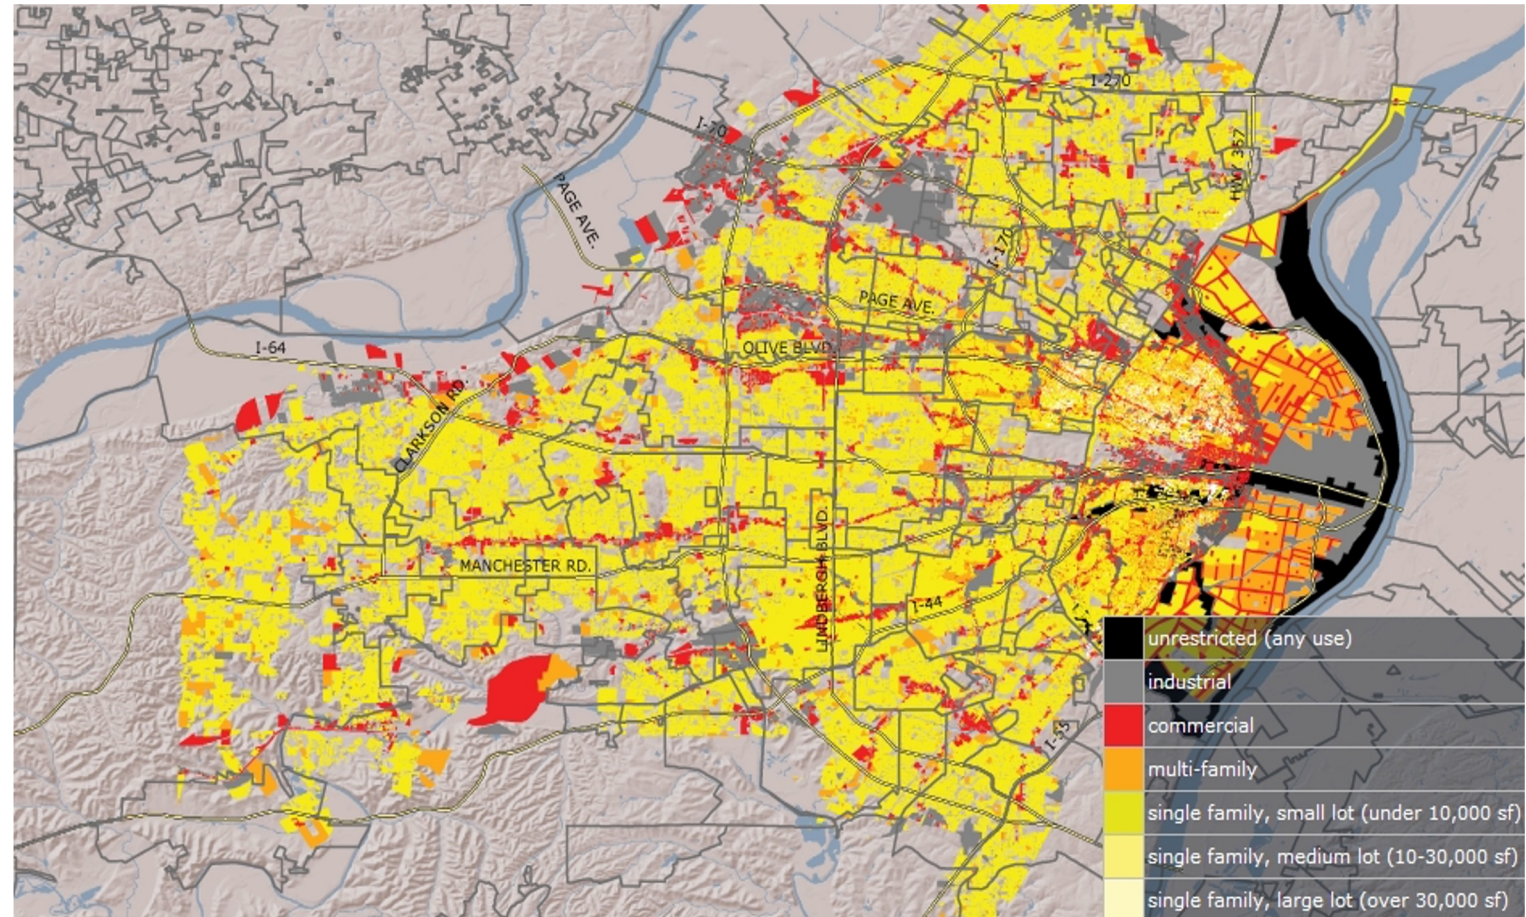 I-270
I-70
HWY 367
PAGE AVE.
I-170
PAGE AVE.
OLIVE BLVD.
I-64
CLARKSON RD.
LINDBERGH BLVD.
MANCHESTER RD.
I-44
I-55
unrestricted (any use)
industrial
commercial
multi-family
single family, small lot (under 10,000 sf)
single family, medium lot (10-30,000 sf)
single family, large lot (over 30,000 sf)